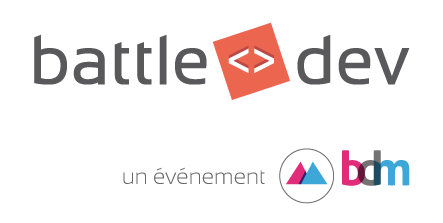 battle <> dev
un événement bdm